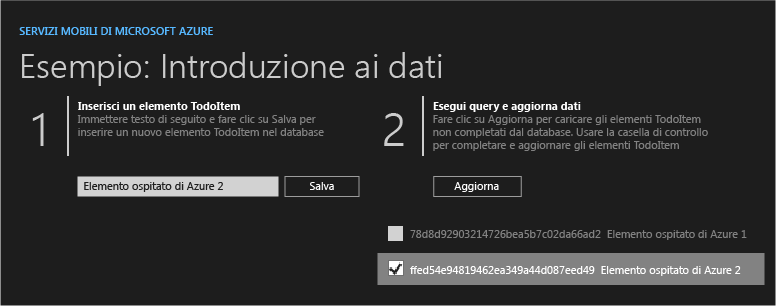 SERVIZI MOBILI DI MICROSOFT AZURE
Esempio: Introduzione ai dati
1
Inserisci un elemento TodoItem
Immettere testo di seguito e fare clic su Salva per
inserire un nuovo elemento TodoItem nel database
Elemento ospitato di Azure 2
Salva
2
Esegui query e aggiorna dati
Fare clic su Aggiorna per caricare gli elementi TodoItem
non completati dal database. Usare la casella di controllo
per completare e aggiornare gli elementi TodoItem
Aggiorna
78d8d92903214726bea5b7c02da66ad2 Elemento ospitato di Azure 1
ffed54e94819462ea349a44d087eed49 Elemento ospitato di Azure 2